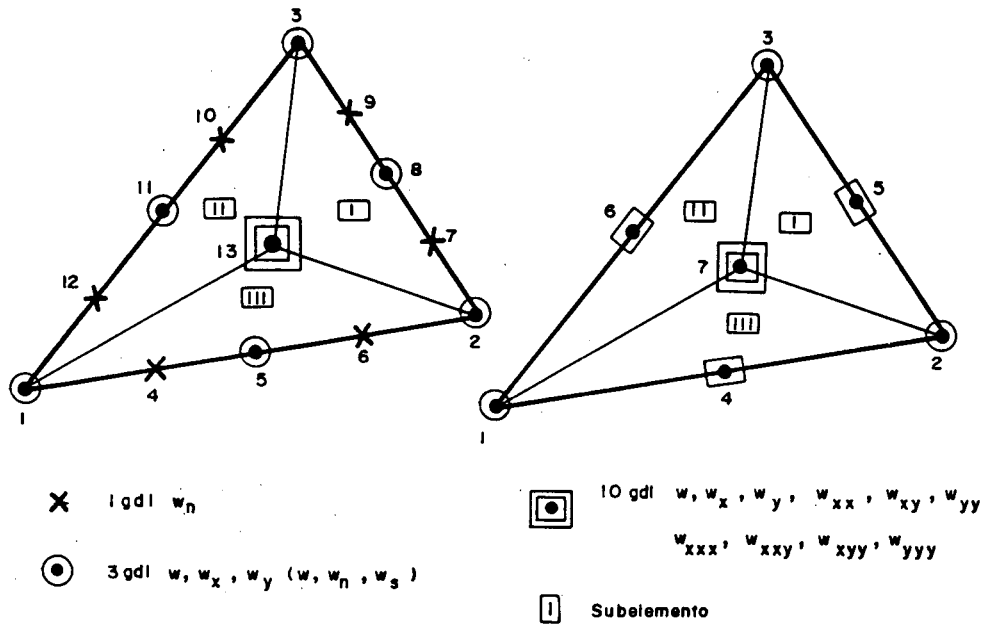 3
3
10
9
11
8
II
I
6
5
II
I
13
7
7
12
III
III
2
6
2
4
5
4
1
1
1 gdl w_n
10 gdl w, w_x, w_y, w_xx, w_xy, w_yy
w_xxx, w_xxy, w_xyy, w_yyy
3 gdl w, w_x, w_y (w, w_n, w_s)
I Subelemento